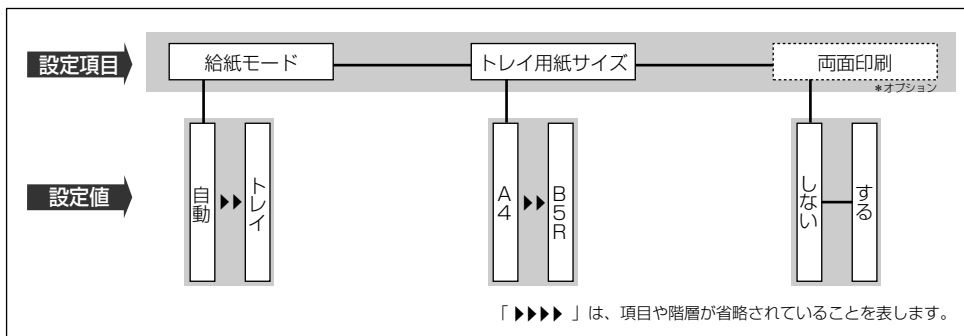 設定項目
給紙モード
トレイ用紙サイズ
両面印刷
*オプション
設定値
自動
▶▶
トレイ
A4
▶▶
B5R
しない
する
「 ▶▶▶▶ 」は、項目や階層が省略されていることを表します。